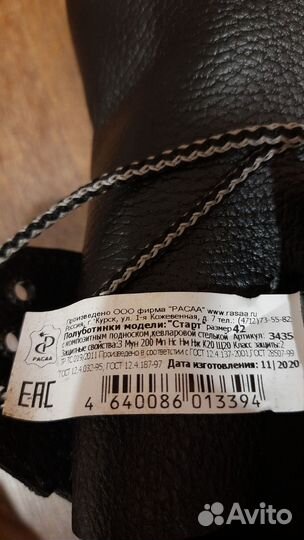 Произведено ООО фирма "РАСАА" www.rasaa.ru
Россия, г. Курск, ул. 1-я Кожевенная, д. 7 тел.: (4712)73-55-82
Полуботинки модели: "Старт" размер 42
с композитным подноском, кевларовой стелькой Артикул: 3435
Защитные свойства: З Мун 200 Мп Нс Нм Нж К20 Щ20 Класс защиты: 2
ТР ТС 019/2011 Произведено в соответствии с ГОСТ 12.4.137-2001, ГОСТ 28507-99
ГОСТ 12.4.032-95, ГОСТ 12.4.187-97 Дата изготовления: 11/2020
РАСАА
EAC
4 640086 013394
Avito